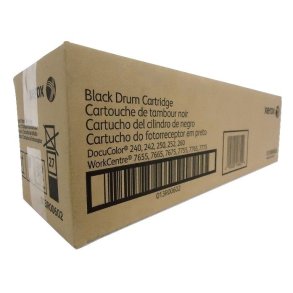 Black Drum Cartridge
Cartouche de tambour noir
Cartucho del cilindro de negro
Cartucho do fotorreceptor em preto
DocuColor® 240, 242, 250, 252, 260
WorkCentre® 7655, 7665, 7675, 7755, 7765, 7775
xerox
xerox